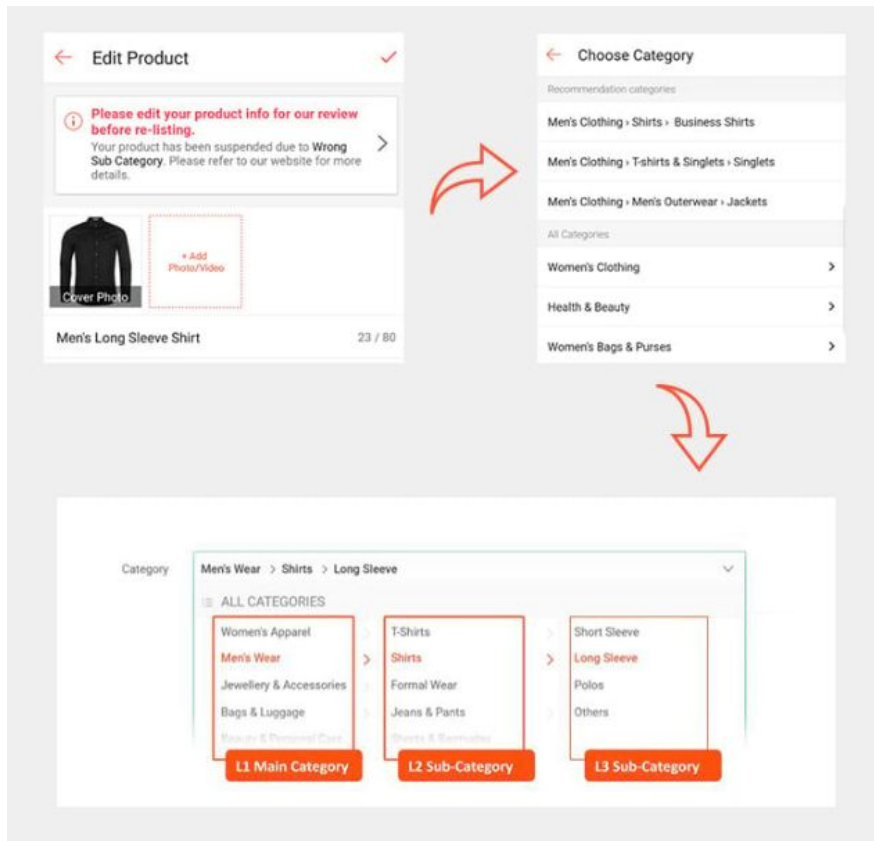 Edit Product
Please edit your product info for our review
before re-listing.
Your product has been suspended due to Wrong
Sub Category. Please refer to our website for more
details.
+ Add
Photo/Video
Cover Photo
Men's Long Sleeve Shirt 23 / 80
Choose Category
Recommendation categories
Men's Clothing › Shirts › Business Shirts
Men's Clothing › T-shirts & Singlets › Singlets
Men's Clothing › Men's Outerwear › Jackets
All Categories
Women's Clothing
Health & Beauty
Women's Bags & Purses
Category Men's Wear > Shirts > Long Sleeve
ALL CATEGORIES
Women's Apparel > T-Shirts > Short Sleeve
Men's Wear > Shirts > Long Sleeve
Jewellery & Accessories > Formal Wear Polos
Bags & Luggage > Jeans & Pants > Others
Beauty & Personal Care Shorts &
L1 Main Category L2 Sub-Category L3 Sub-Category